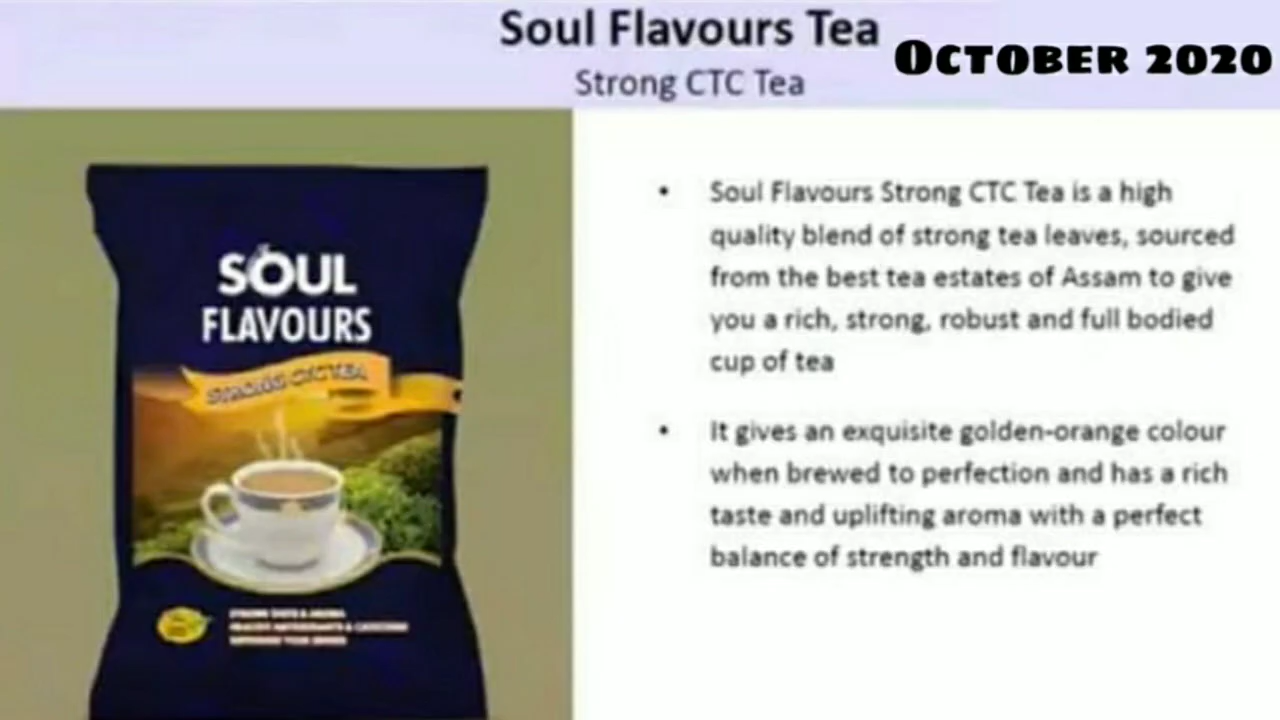 Soul Flavours Tea
October 2020
Strong CTC Tea
SOUL
FLAVOURS
STRONG CTC TEA
• Soul Flavours Strong CTC Tea is a high
quality blend of strong tea leaves, sourced
from the best tea estates of Assam to give
you a rich, strong, robust and full bodied
cup of tea
• It gives an exquisite golden-orange colour
when brewed to perfection and has a rich
taste and uplifting aroma with a perfect
balance of strength and flavour